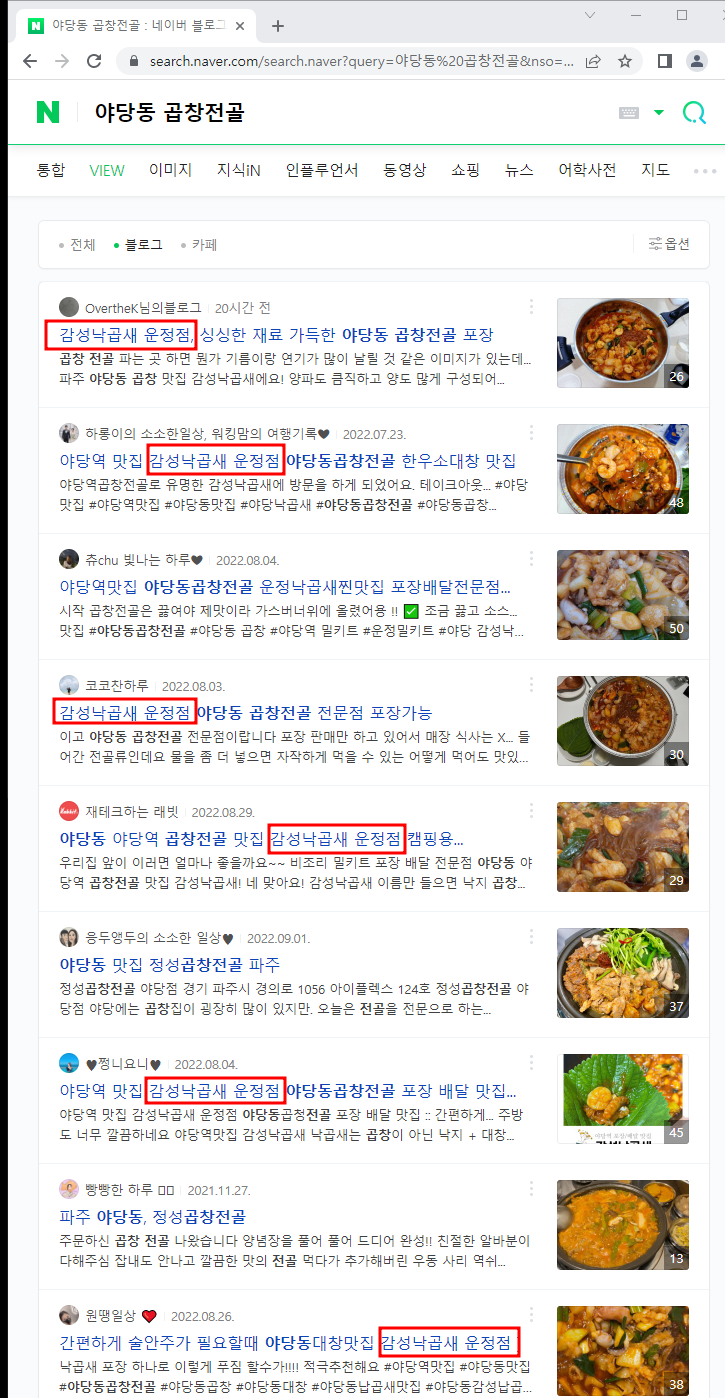 N 야당동 곱창전골 : 네이버 블로그
search.naver.com/search.naver?query=야당동%20곱창전골&nso=...
N 야당동 곱창전골
통합 VIEW 이미지 지식iN 인플루언서 동영상 쇼핑 뉴스 어학사전 지도
전체 블로그 카페 옵션
OvertheK님의블로그 20시간 전
감성낙곱새 운정점, 싱싱한 재료 가득한 야당동 곱창전골 포장
곱창 전골 파는 곳 하면 뭔가 기름이랑 연기가 많이 날릴 것 같은 이미지가 있는데...
파주 야당동 곱창 맛집 감성낙곱새에요! 양파도 큼직하고 양도 많게 구성되어...
26
하롱이의 소소한일상, 워킹맘의 여행기록♥ 2022.07.23.
야당역 맛집 감성낙곱새 운정점 야당동곱창전골 한우소대창 맛집
야당역곱창전골로 유명한 감성낙곱새에 방문을 하게 되었어요. 테이크아웃... #야당
맛집 #야당역맛집 #야당동맛집 #야당낙곱새 #야당동곱창전골 #야당동곱창...
48
츄chu 빛나는 하루♥ 2022.08.04.
야당역맛집 야당동곱창전골 운정낙곱새찐맛집 포장배달전문점...
시작 곱창전골은 끓여야 제맛이라 가스버너위에 올렸어용 !! ✅ 조금 끓고 소스...
맛집 #야당동곱창전골 #야당동 곱창 #야당역 밀키트 #운정밀키트 #야당 감성낙...
50
코코찬하루 2022.08.03.
감성낙곱새 운정점 야당동 곱창전골 전문점 포장가능
이고 야당동 곱창전골 전문점이랍니다 포장 판매만 하고 있어서 매장 식사는 X... 들
어간 전골류인데요 물을 좀 더 넣으면 자작하게 먹을 수 있는 어떻게 먹어도 맛있...
30
Rabbit
재테크하는 래빗 2022.08.29.
야당동 야당역 곱창전골 맛집 감성낙곱새 운정점 캠핑용...
우리집 앞이 이러면 얼마나 좋을까요~~ 비조리 밀키트 포장 배달 전문점 야당동 야
당역 곱창전골 맛집 감성낙곱새! 네 맞아요! 감성낙곱새 이름만 들으면 낙지 곱창...
29
웅두앵두의 소소한 일상♥ 2022.09.01.
야당동 맛집 정성곱창전골 파주
정성곱창전골 야당점 경기 파주시 경의로 1056 아이플렉스 124호 정성곱창전골 야
당점 야당에는 곱창집이 굉장히 많이 있지만. 오늘은 전골을 전문으로 하는...
37
♥쩡니요니♥ 2022.08.04.
야당역 맛집 감성낙곱새 운정점 야당동곱창전골 포장 배달 맛집...
야당역 맛집 감성낙곱새 운정점 야당동곱청전골 포장 배달 맛집 :: 간편하게... 주방
도 너무 깔끔하네요 야당역맛집 감성낙곱새 낙곱새는 곱창이 아닌 낙지 + 대창...
야당역 포장/배달 맛집
감성낙곱새
45
빵빵한 하루 2021.11.27.
파주 야당동, 정성곱창전골
주문하신 곱창 전골 나왔습니다 양념장을 풀어 풀어 드디어 완성!! 친절한 알바분이
다해주심 잡내도 안나고 깔끔한 맛의 전골 먹다가 추가해버린 우동 사리 역쉬...
13
원땡일상 ❤ 2022.08.26.
간편하게 술안주가 필요할때 야당동대창맛집 감성낙곱새 운정점
낙곱새 포장 하나로 이렇게 푸짐 할수가!!!! 적극추천해요 #야당역맛집 #야당동맛집
#야당동곱창전골 #야당동곱창 #야당동대창 #야당동납곱새맛집 #야당동감성납곱...
38